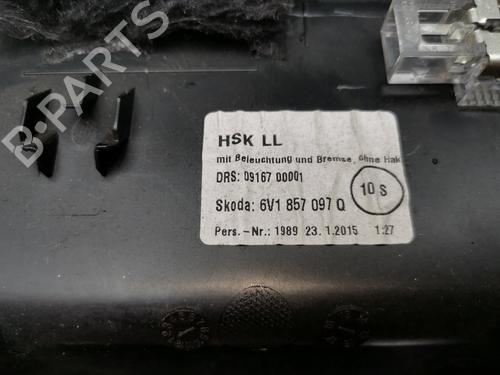 HSK LL
mit Beleuchtung und Bremse, ohne Hak
DRS: 09167 00001
10 S
Skoda: 6V1 857 097 Q
Pers.-Nr.: 1989 23. 1.2015 1:27
B-PARTS